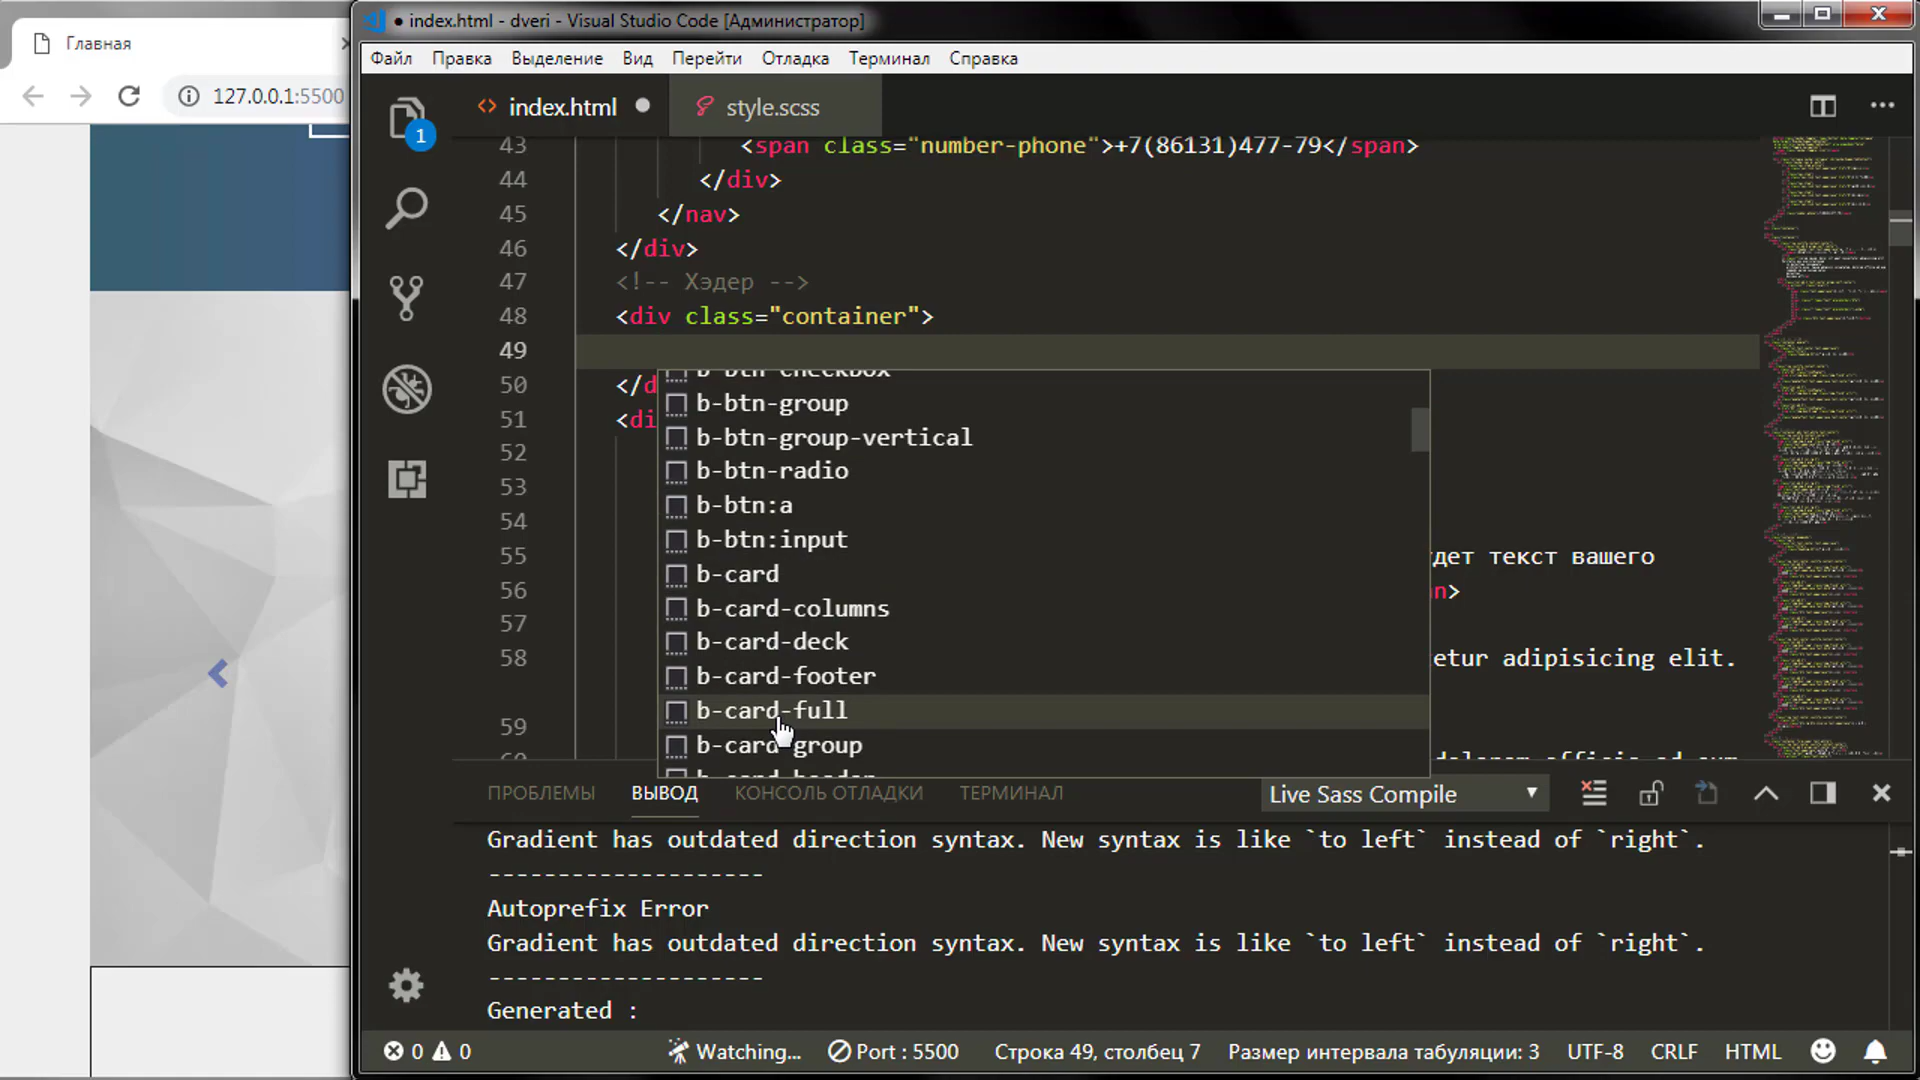 Главная
127.0.0.1:5500
● index.html - dveri - Visual Studio Code [Администратор]
Файл Правка Выделение Вид Перейти Отладка Терминал Справка
1
<> index.html ●
style.scss
43 <span class="number-phone">+7(86131)477-79</span>
44 </div>
45 </nav>
46 </div>
47 <!-- Хэдер -->
48 <div class="container">
49
50 </d
51 <di
52
53
54
55 дет текст вашего
56 n>
57
58 etur adipisicing elit.
59
b-btn-checkbox
b-btn-group
b-btn-group-vertical
b-btn-radio
b-btn:a
b-btn:input
b-card
b-card-columns
b-card-deck
b-card-footer
b-card-full
b-card-group
b-card-header
ПРОБЛЕМЫ ВЫВОД КОНСОЛЬ ОТЛАДКИ ТЕРМИНАЛ
Live Sass Compile
Gradient has outdated direction syntax. New syntax is like `to left` instead of `right`.
--------------------
Autoprefix Error
Gradient has outdated direction syntax. New syntax is like `to left` instead of `right`.
--------------------
Generated :
0 0 Watching... Port : 5500 Строка 49, столбец 7 Размер интервала табуляции: 3 UTF-8 CRLF HTML